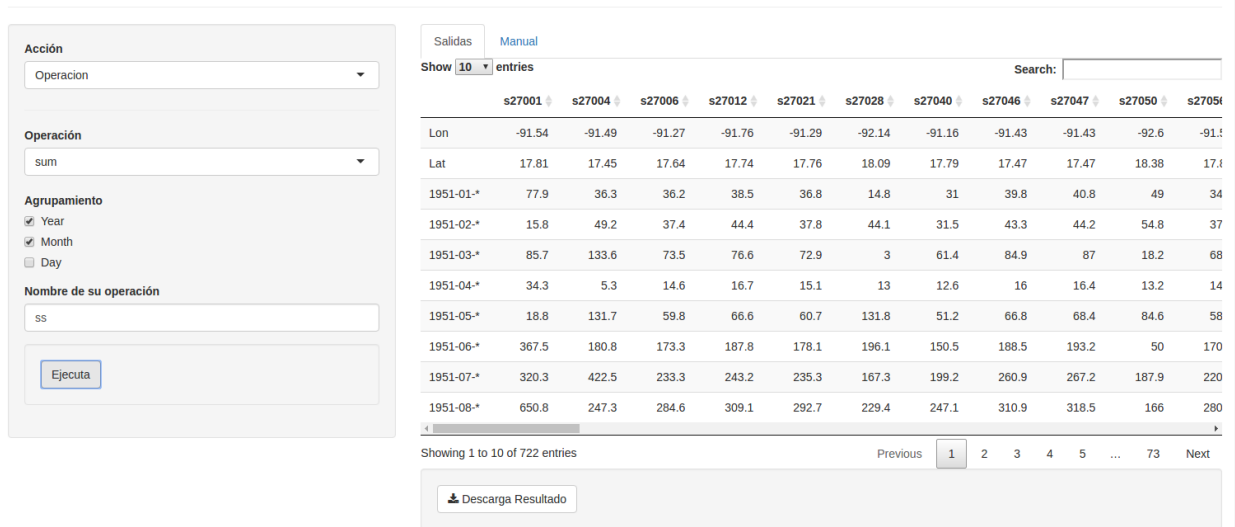 Acción
Operacion
Operación
sum
Agrupamiento
Year
Month
Day
Nombre de su operación
ss
Ejecuta
Salidas Manual
Show 10 entries Search:
s27001 s27004 s27006 s27012 s27021 s27028 s27040 s27046 s27047 s27050 s27056
Lon -91.54 -91.49 -91.27 -91.76 -91.29 -92.14 -91.16 -91.43 -91.43 -92.6 -91.5
Lat 17.81 17.45 17.64 17.74 17.76 18.09 17.79 17.47 17.47 18.38 17.8
1951-01-* 77.9 36.3 36.2 38.5 36.8 14.8 31 39.8 40.8 49 34
1951-02-* 15.8 49.2 37.4 44.4 37.8 44.1 31.5 43.3 44.2 54.8 37
1951-03-* 85.7 133.6 73.5 76.6 72.9 3 61.4 84.9 87 18.2 68
1951-04-* 34.3 5.3 14.6 16.7 15.1 13 12.6 16 16.4 13.2 14
1951-05-* 18.8 131.7 59.8 66.6 60.7 131.8 51.2 66.8 68.4 84.6 58
1951-06-* 367.5 180.8 173.3 187.8 178.1 196.1 150.5 188.5 193.2 50 170
1951-07-* 320.3 422.5 233.3 243.2 235.3 167.3 199.2 260.9 267.2 187.9 220
1951-08-* 650.8 247.3 284.6 309.1 292.7 229.4 247.1 310.9 318.5 166 280
Showing 1 to 10 of 722 entries Previous 1 2 3 4 5 … 73 Next
Descarga Resultado